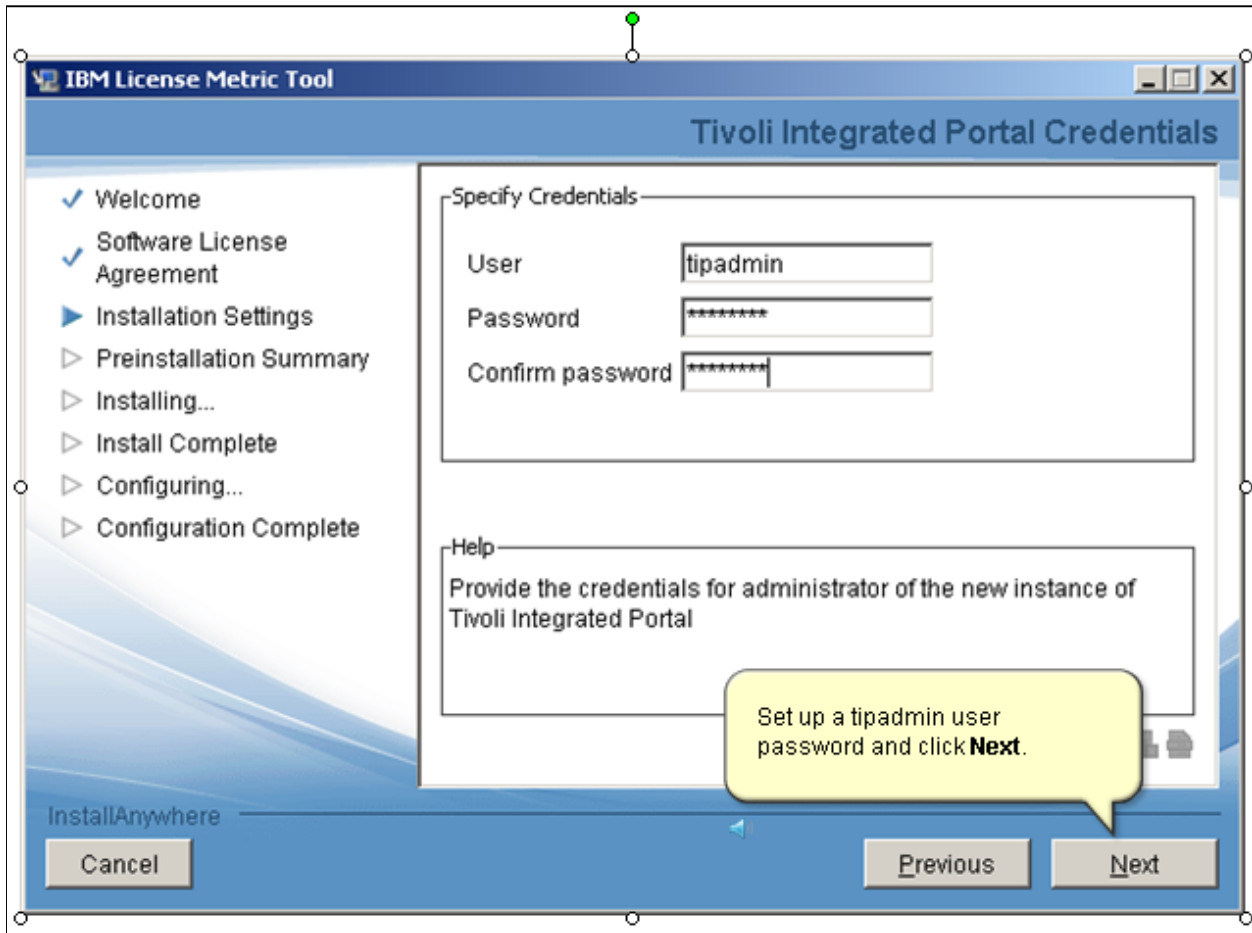 IBM License Metric Tool
Tivoli Integrated Portal Credentials
Welcome
Software License
Agreement
Installation Settings
Preinstallation Summary
Installing...
Install Complete
Configuring...
Configuration Complete
Specify Credentials
User
tipadmin
Password
********
Confirm password
********
Help
Provide the credentials for administrator of the new instance of
Tivoli Integrated Portal
Set up a tipadmin user
password and click Next.
InstallAnywhere
Cancel
Previous
Next